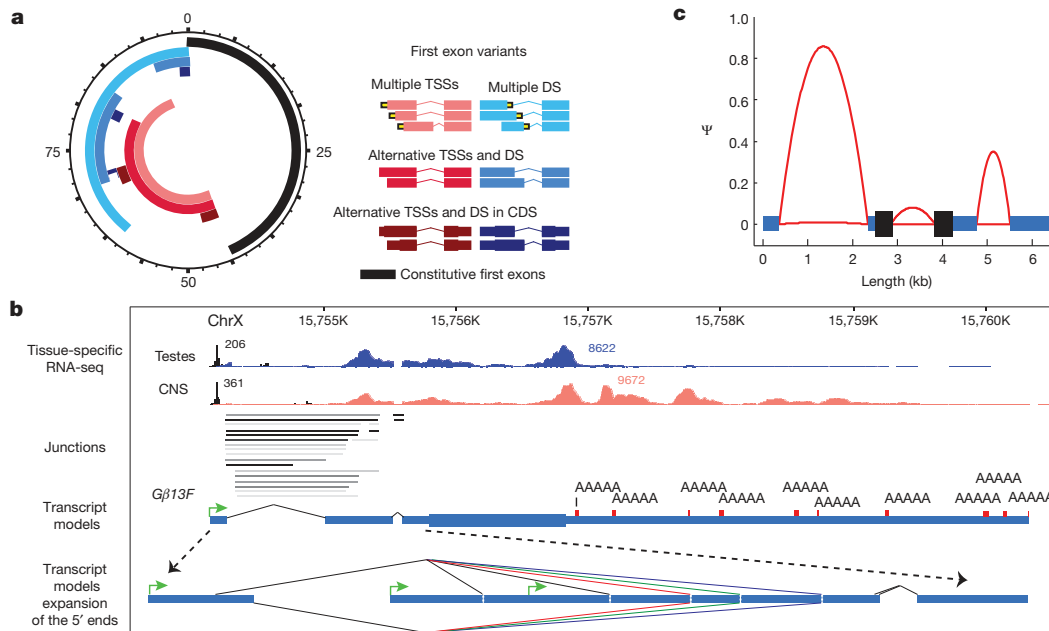 a
0
25
50
75
First exon variants
Multiple TSSs
Multiple DS
Alternative TSSs and DS
Alternative TSSs and DS in CDS
Constitutive first exons
c
1.0
0.8
0.6
0.4
0.2
0
Ψ
0 1 2 3 4 5 6
Length (kb)
b
ChrX 15,755K 15,756K 15,757K 15,758K 15,759K 15,760K
Tissue-specific
RNA-seq
Testes
206
8622
CNS
361
9672
Junctions
Gβ13F
Transcript
models
AAAAA
AAAAA
AAAAA
AAAAA
AAAAA
AAAAA
AAAAA
AAAAA
AAAAA
AAAAA
Transcript
models
expansion
of the 5′ ends